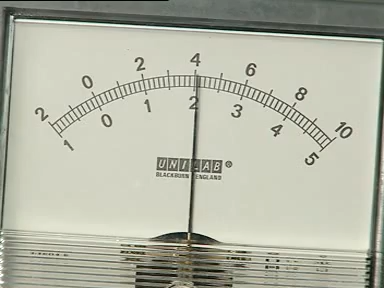 2 0 2 4 6 8 10
1 0 1 2 3 4 5
UNILAB ®
BLACKBURN ENGLAND